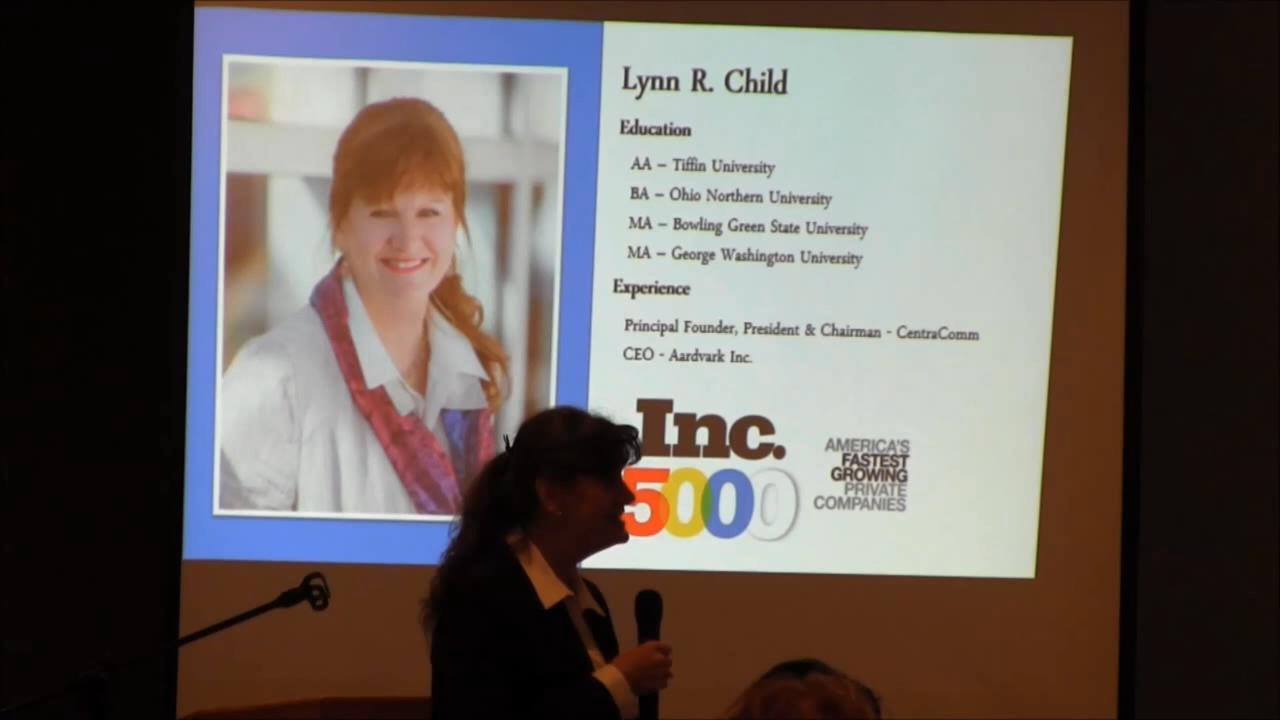 Lynn R. Child
Education
AA – Tiffin University
BA – Ohio Northern University
MA – Bowling Green State University
MA – George Washington University
Experience
Principal Founder, President & Chairman - CentraComm
CEO - Aardvark Inc.
Inc.
5000
AMERICA'S
FASTEST
GROWING
PRIVATE
COMPANIES